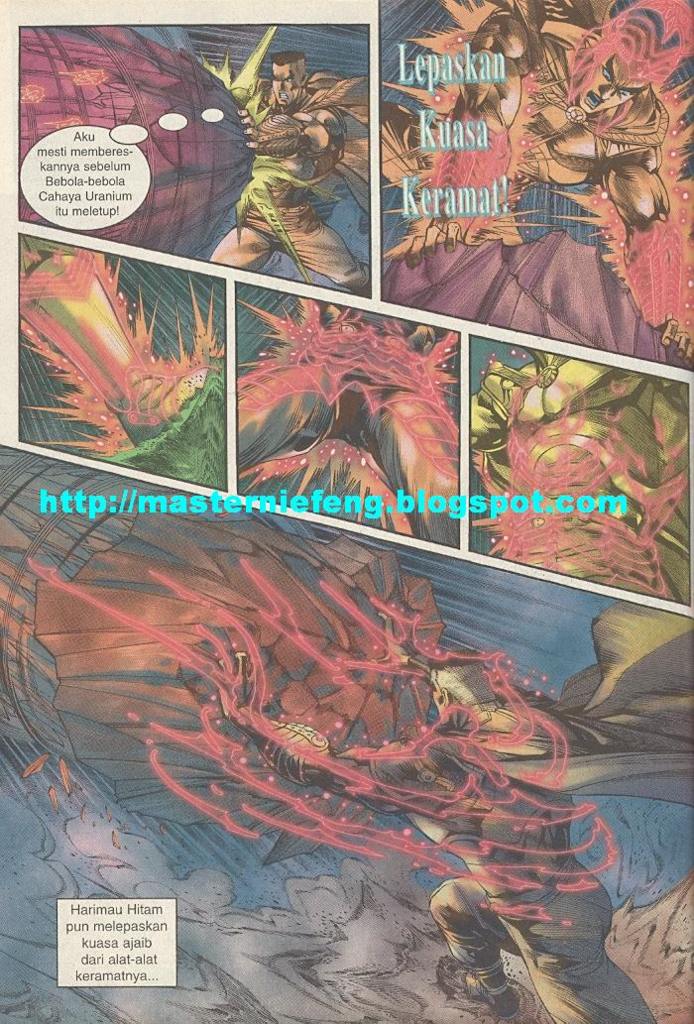 Aku
mesti memberes-
kannya sebelum
Bebola-bebola
Cahaya Uranium
itu meletup!
Lepaskan
Kuasa
Keramat!
http://masterniefeng.blogspot.com
Harimau Hitam
pun melepaskan
kuasa ajaib
dari alat-alat
keramatnya...